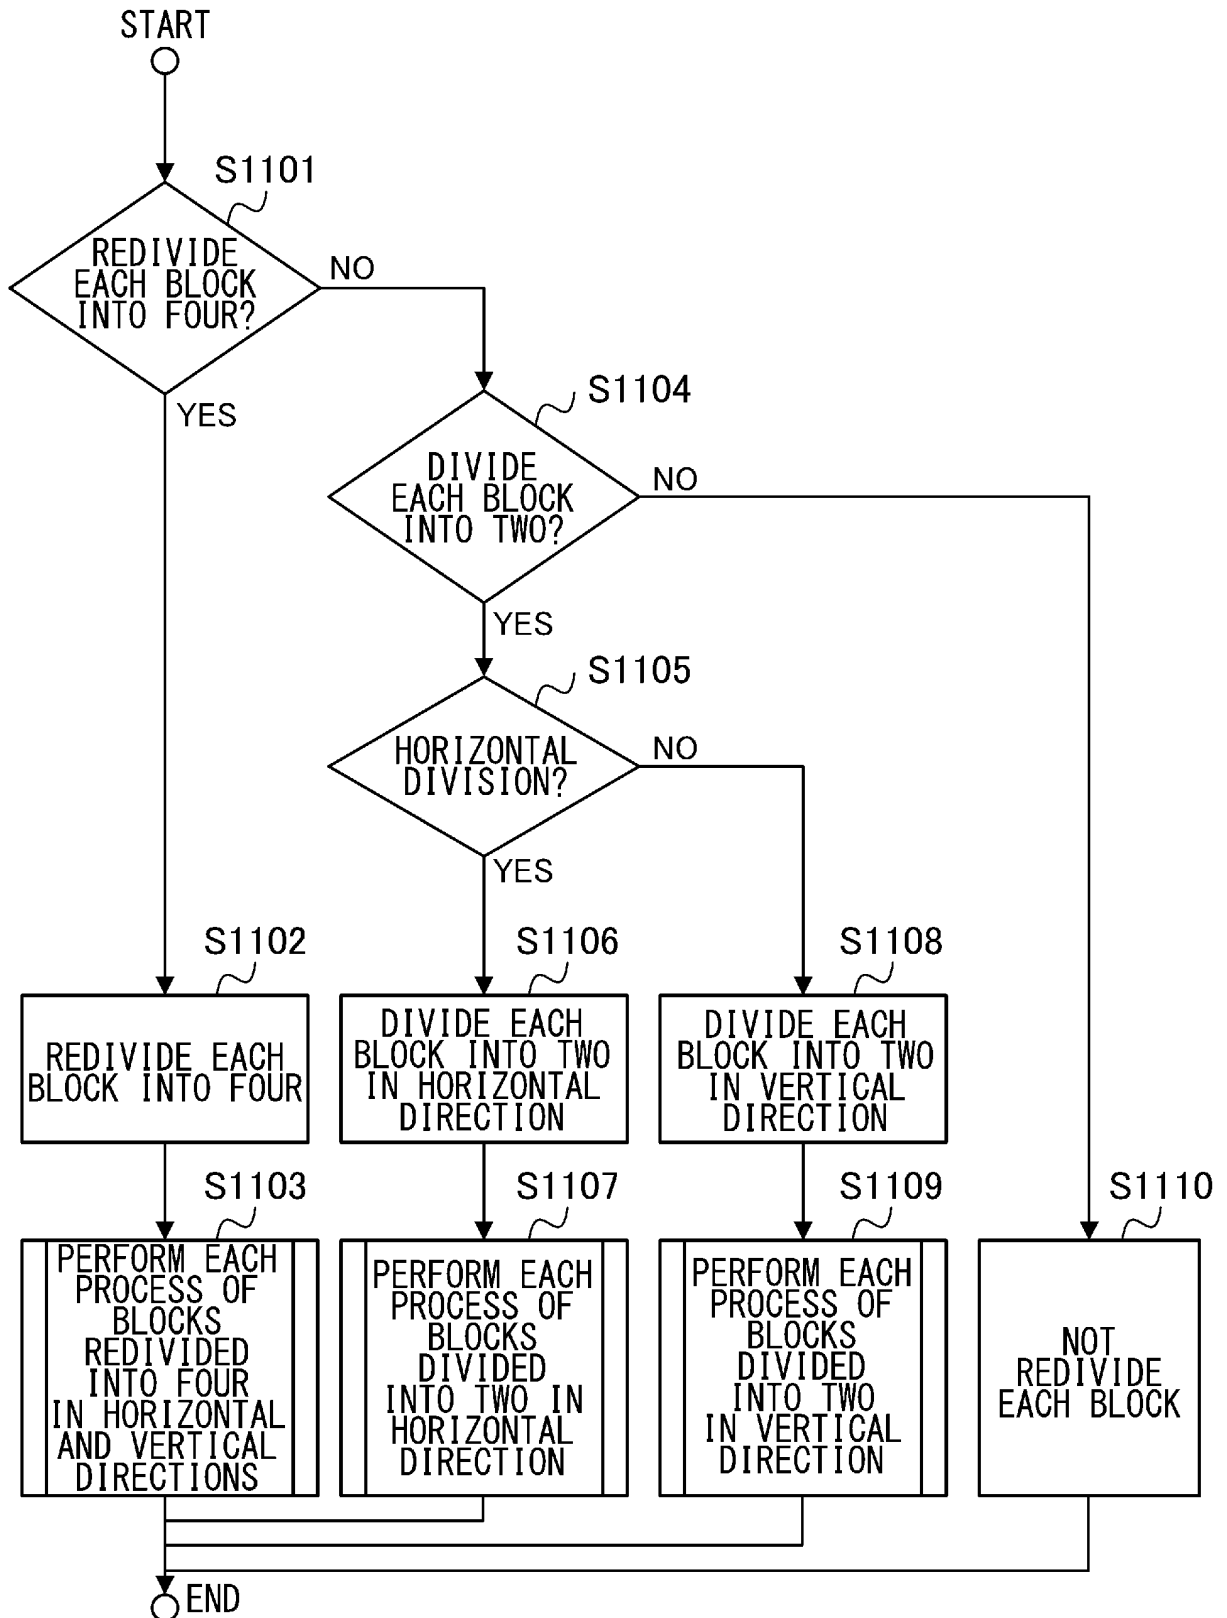 START
S1101
REDIVIDE
EACH BLOCK
INTO FOUR?
NO
YES
S1104
DIVIDE
EACH BLOCK
INTO TWO?
NO
YES
S1105
HORIZONTAL
DIVISION?
NO
YES
S1102
REDIVIDE EACH
BLOCK INTO FOUR
S1106
DIVIDE EACH
BLOCK INTO TWO
IN HORIZONTAL
DIRECTION
S1108
DIVIDE EACH
BLOCK INTO TWO
IN VERTICAL
DIRECTION
S1103
PERFORM EACH
PROCESS OF
BLOCKS
REDIVIDED
INTO FOUR
IN HORIZONTAL
AND VERTICAL
DIRECTIONS
S1107
PERFORM EACH
PROCESS OF
BLOCKS
DIVIDED
INTO TWO IN
HORIZONTAL
DIRECTION
S1109
PERFORM EACH
PROCESS OF
BLOCKS
DIVIDED
INTO TWO
IN VERTICAL
DIRECTION
S1110
NOT
REDIVIDE
EACH BLOCK
END